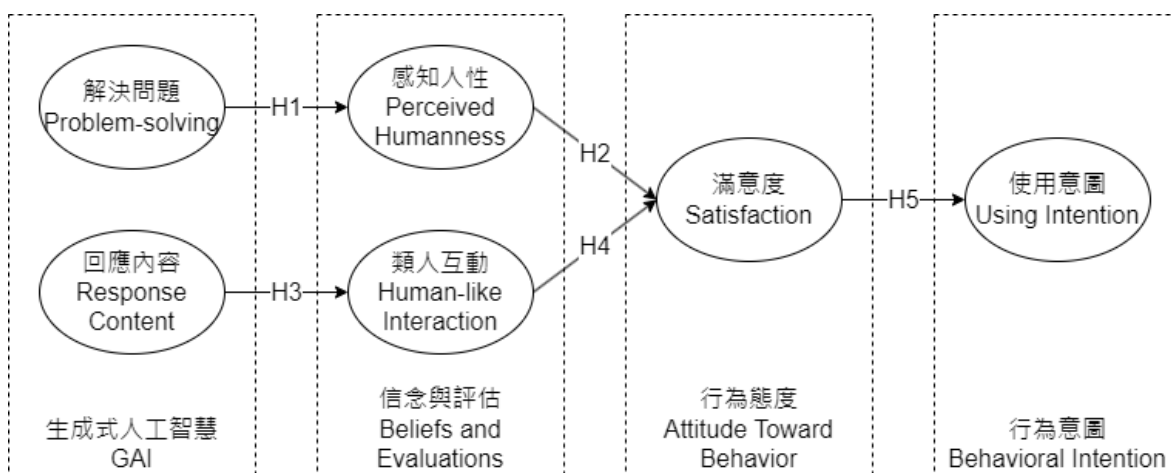 解決問題
Problem-solving
H1
感知人性
Perceived
Humanness
H2
滿意度
Satisfaction
H5
使用意圖
Using Intention
回應內容
Response
Content
H3
類人互動
Human-like
Interaction
H4
生成式人工智慧
GAI
信念與評估
Beliefs and
Evaluations
行為態度
Attitude Toward
Behavior
行為意圖
Behavioral Intention